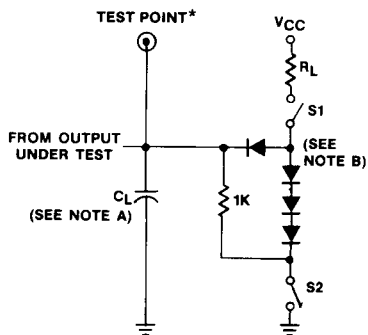 TEST POINT*
VCC
RL
S1
FROM OUTPUT
UNDER TEST
(SEE
NOTE B)
CL
(SEE NOTE A)
1K
S2